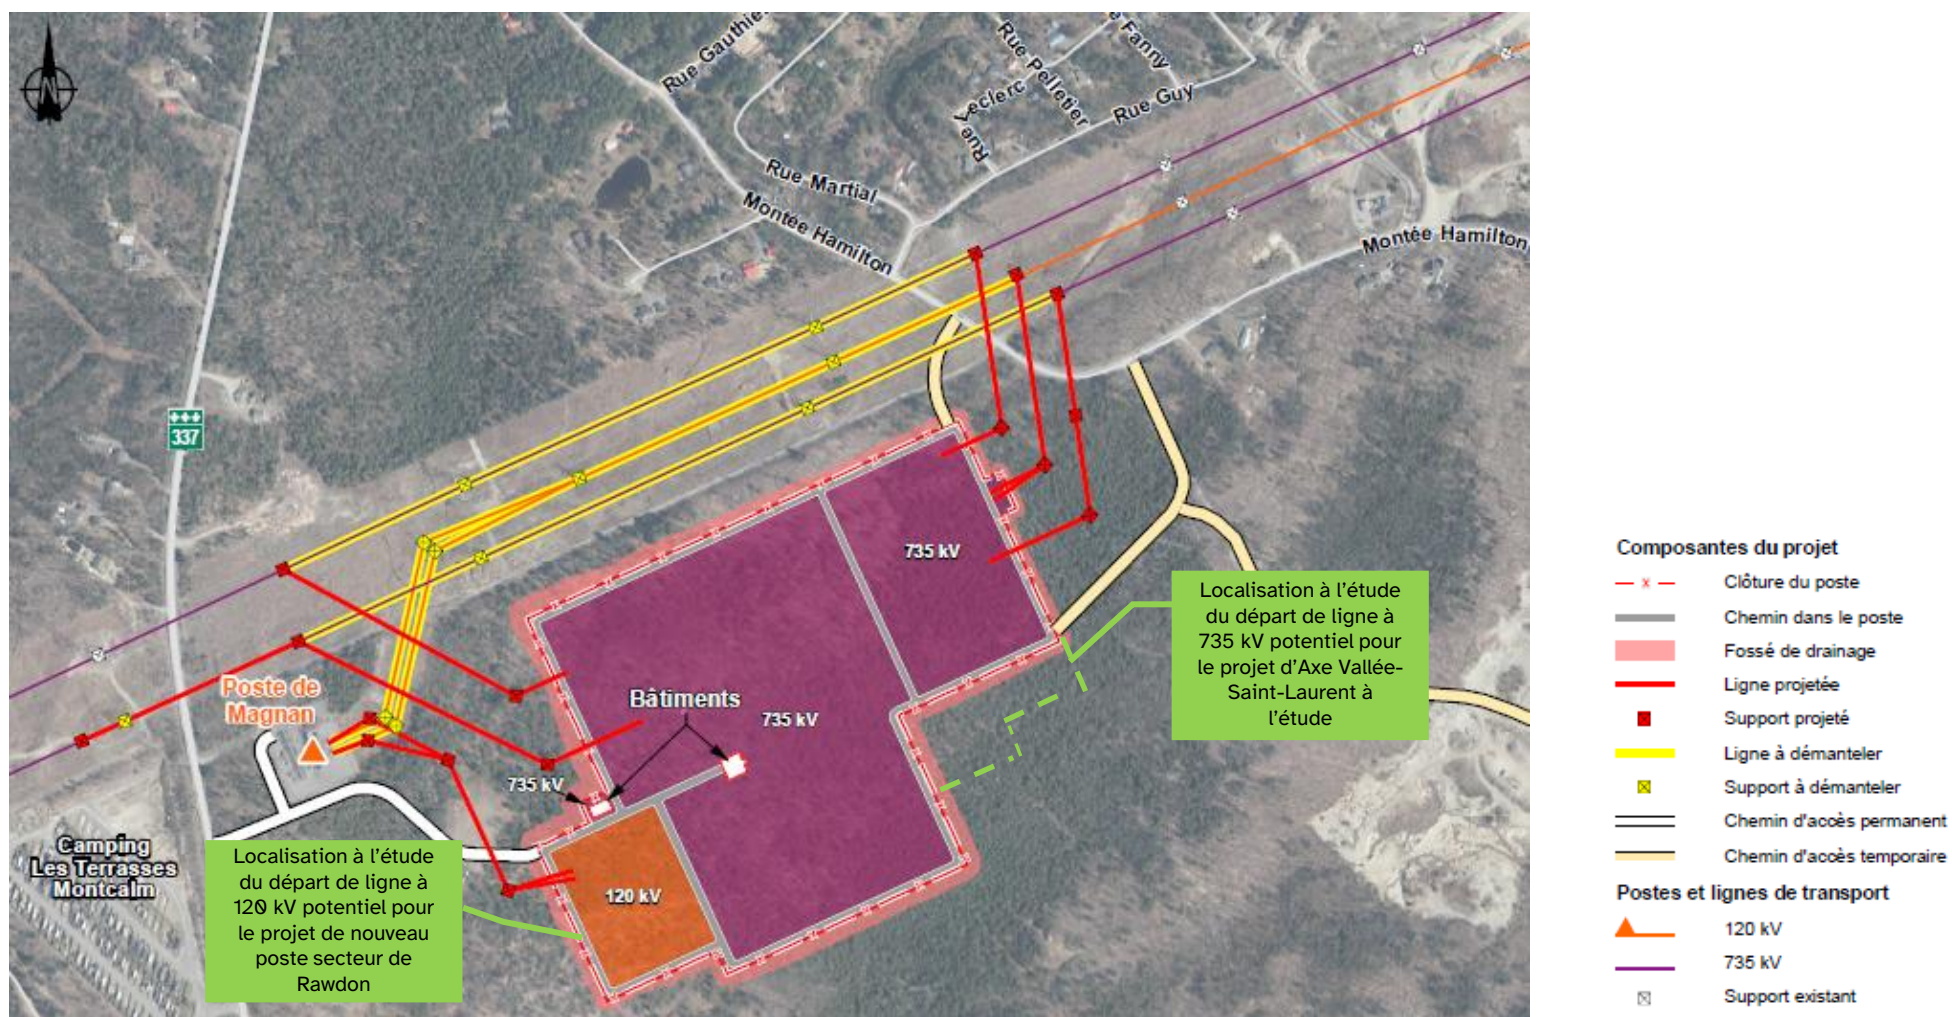 N
Rue Gauthier
Rue Pelletier
Fanny
Rue Leclerc
Rue Guy
Rue Martial
Montée Hamilton
Montée Hamilton
337
735 kV
Localisation à l’étude
du départ de ligne à
735 kV potentiel pour
le projet d’Axe Vallée-
Saint-Laurent à
l’étude
Poste de
Magnan
Bâtiments
735 kV
735 kV
Camping
Les Terrasses
Montcalm
Localisation à l’étude
du départ de ligne à
120 kV potentiel pour
le projet de nouveau
poste secteur de
Rawdon
120 kV
Composantes du projet
Clôture du poste
Chemin dans le poste
Fossé de drainage
Ligne projetée
Support projeté
Ligne à démanteler
Support à démanteler
Chemin d'accès permanent
Chemin d'accès temporaire
Postes et lignes de transport
120 kV
735 kV
Support existant